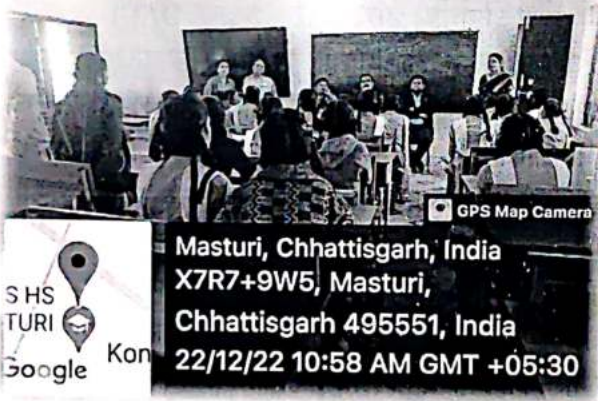 GPS Map Camera
Masturi, Chhattisgarh, India
X7R7+9W5, Masturi,
Chhattisgarh 495551, India
22/12/22 10:58 AM GMT +05:30
S HS
TURI
Kon
Google